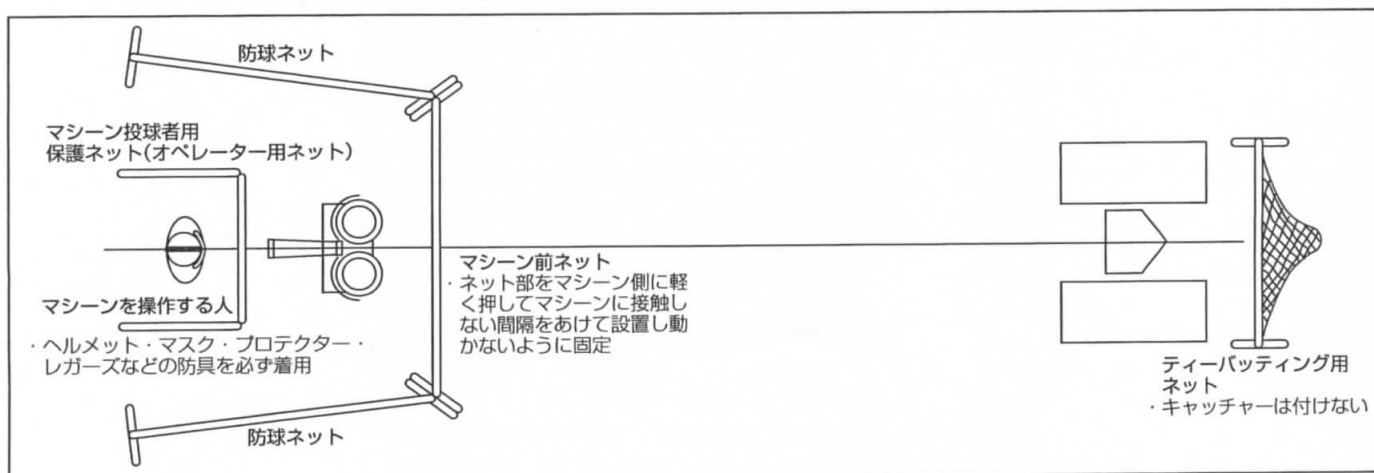 防球ネット
マシーン投球者用
保護ネット(オペレーター用ネット)
マシーンを操作する人
・ヘルメット・マスク・プロテクター・
レガーズなどの防具を必ず着用
防球ネット
マシーン前ネット
・ネット部をマシーン側に軽
く押してマシーンに接触し
ない間隔をあけて設置し動
かないように固定
ティーバッティング用
ネット
・キャッチャーは付けない